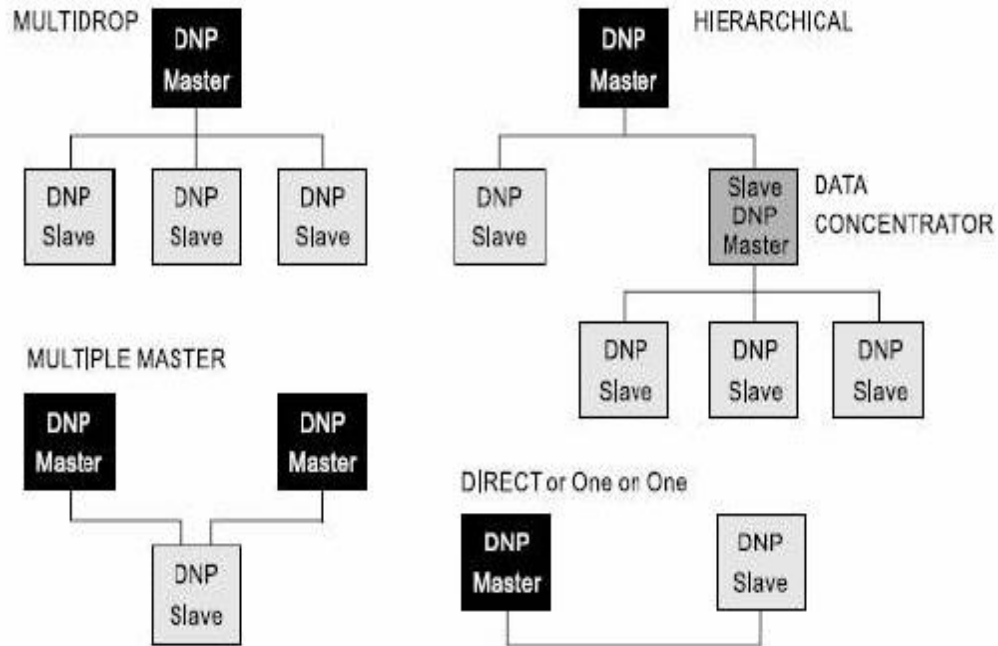 MULTIDROP
DNP
Master
DNP
Slave
DNP
Slave
DNP
Slave
HIERARCHICAL
DNP
Master
DNP
Slave
Slave
DNP
Master
DATA
CONCENTRATOR
DNP
Slave
DNP
Slave
DNP
Slave
MULTIPLE MASTER
DNP
Master
DNP
Master
DNP
Slave
DIRECT or One on One
DNP
Master
DNP
Slave